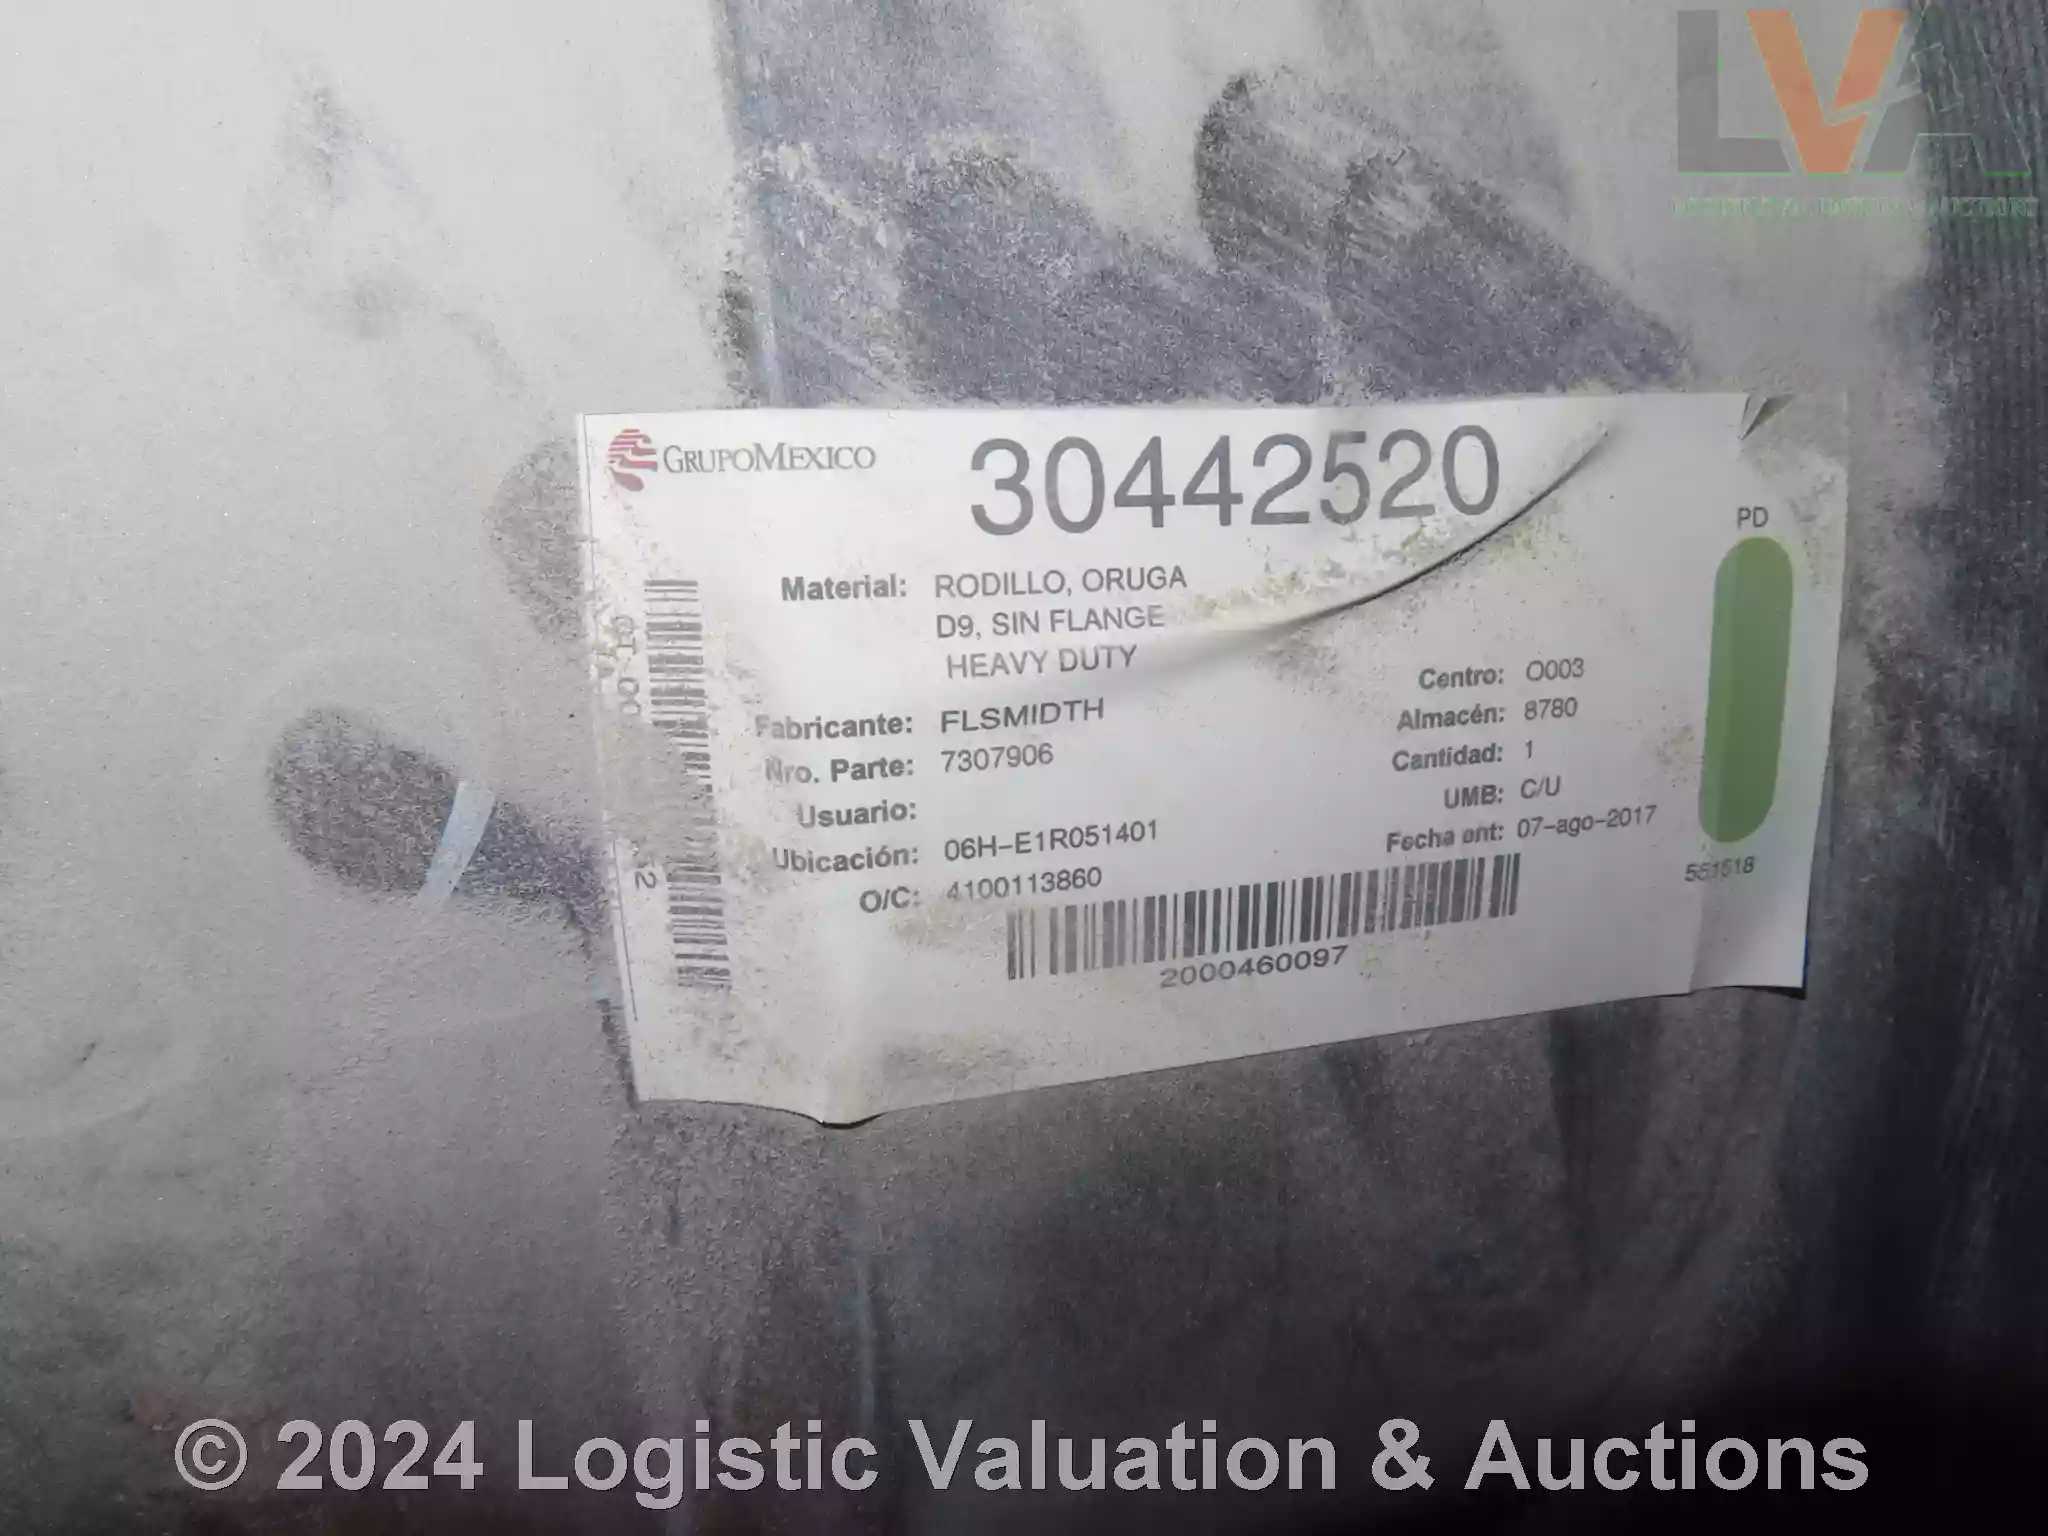 LVA
GRUPOMEXICO
30442520
PD
Material: RODILLO, ORUGA
D9, SIN FLANGE
HEAVY DUTY
Fabricante: FLSMIDTH
Nro. Parte: 7307906
Usuario:
Ubicación: 06H-E1R051401
O/C: 4100113860
Centro: O003
Almacén: 8780
Cantidad: 1
UMB: C/U
Fecha ent: 07-ago-2017
551518
2000460097
© 2024 Logistic Valuation & Auctions